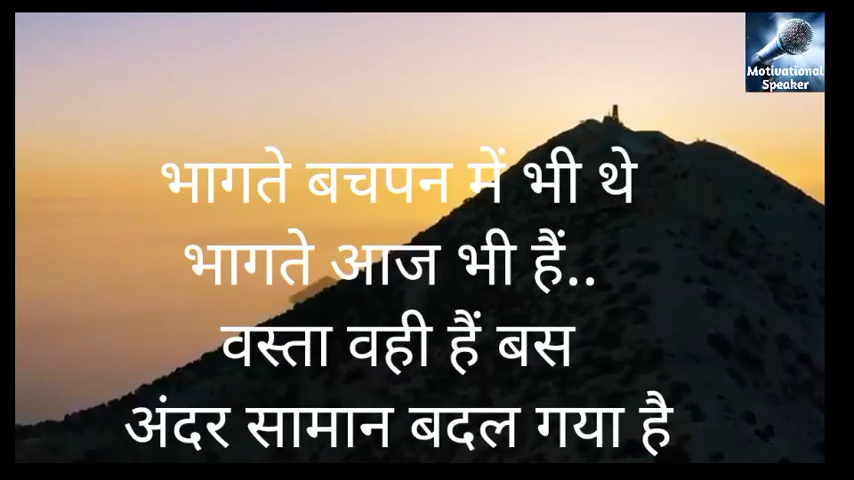 Motivational
Speaker
भागते बचपन में भी थे
भागते आज भी हैं..
वस्ता वही हैं बस
अंदर सामान बदल गया है